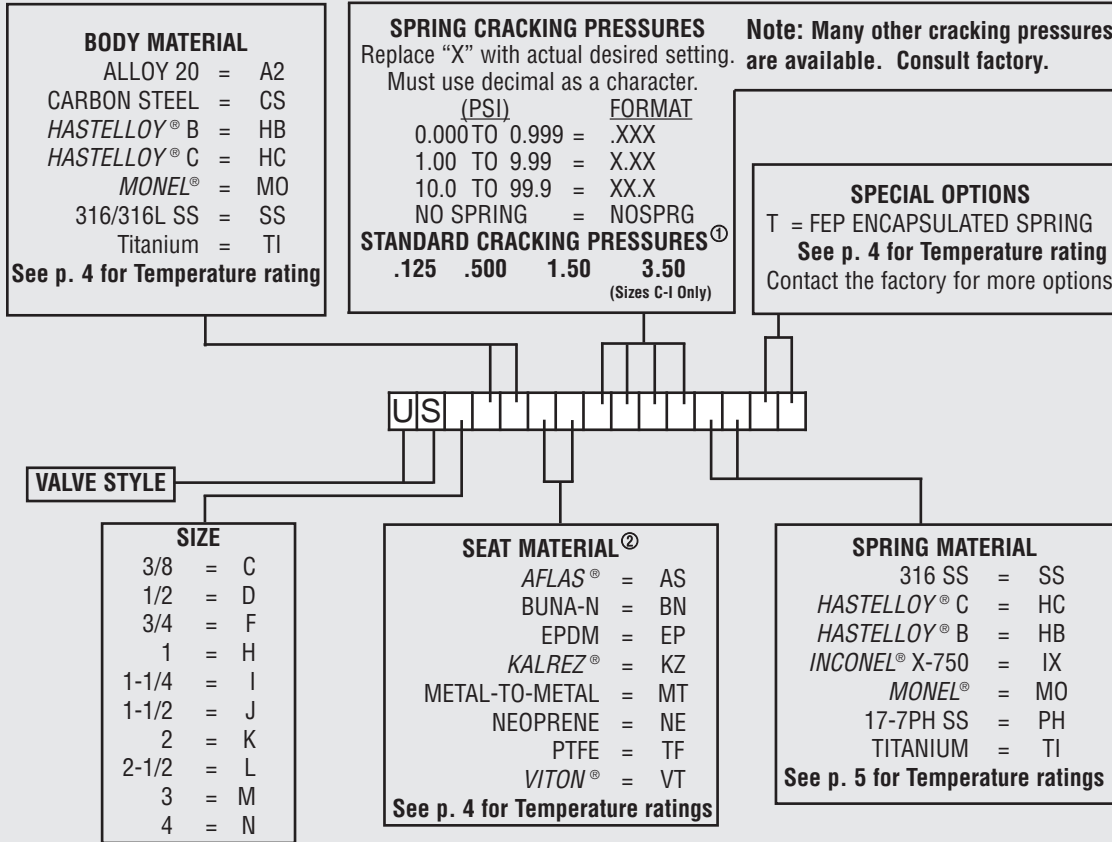 BODY MATERIAL
ALLOY 20 = A2
CARBON STEEL = CS
HASTELLOY ® B = HB
HASTELLOY ® C = HC
MONEL® = MO
316/316L SS = SS
Titanium = TI
See p. 4 for Temperature rating
SPRING CRACKING PRESSURES
Replace “X” with actual desired setting.
Must use decimal as a character.
(PSI) FORMAT
0.000 TO 0.999 = .XXX
1.00 TO 9.99 = X.XX
10.0 TO 99.9 = XX.X
NO SPRING = NOSPRG
STANDARD CRACKING PRESSURES①
.125 .500 1.50 3.50
(Sizes C-I Only)
Note: Many other cracking pressures
are available. Consult factory.
SPECIAL OPTIONS
T = FEP ENCAPSULATED SPRING
See p. 4 for Temperature rating
Contact the factory for more options
U S
VALVE STYLE
SIZE
3/8 = C
1/2 = D
3/4 = F
1 = H
1-1/4 = I
1-1/2 = J
2 = K
2-1/2 = L
3 = M
4 = N
SEAT MATERIAL②
AFLAS ® = AS
BUNA-N = BN
EPDM = EP
KALREZ ® = KZ
METAL-TO-METAL = MT
NEOPRENE = NE
PTFE = TF
VITON ® = VT
See p. 4 for Temperature ratings
SPRING MATERIAL
316 SS = SS
HASTELLOY ® C = HC
HASTELLOY ® B = HB
INCONEL® X-750 = IX
MONEL® = MO
17-7PH SS = PH
TITANIUM = TI
See p. 5 for Temperature ratings